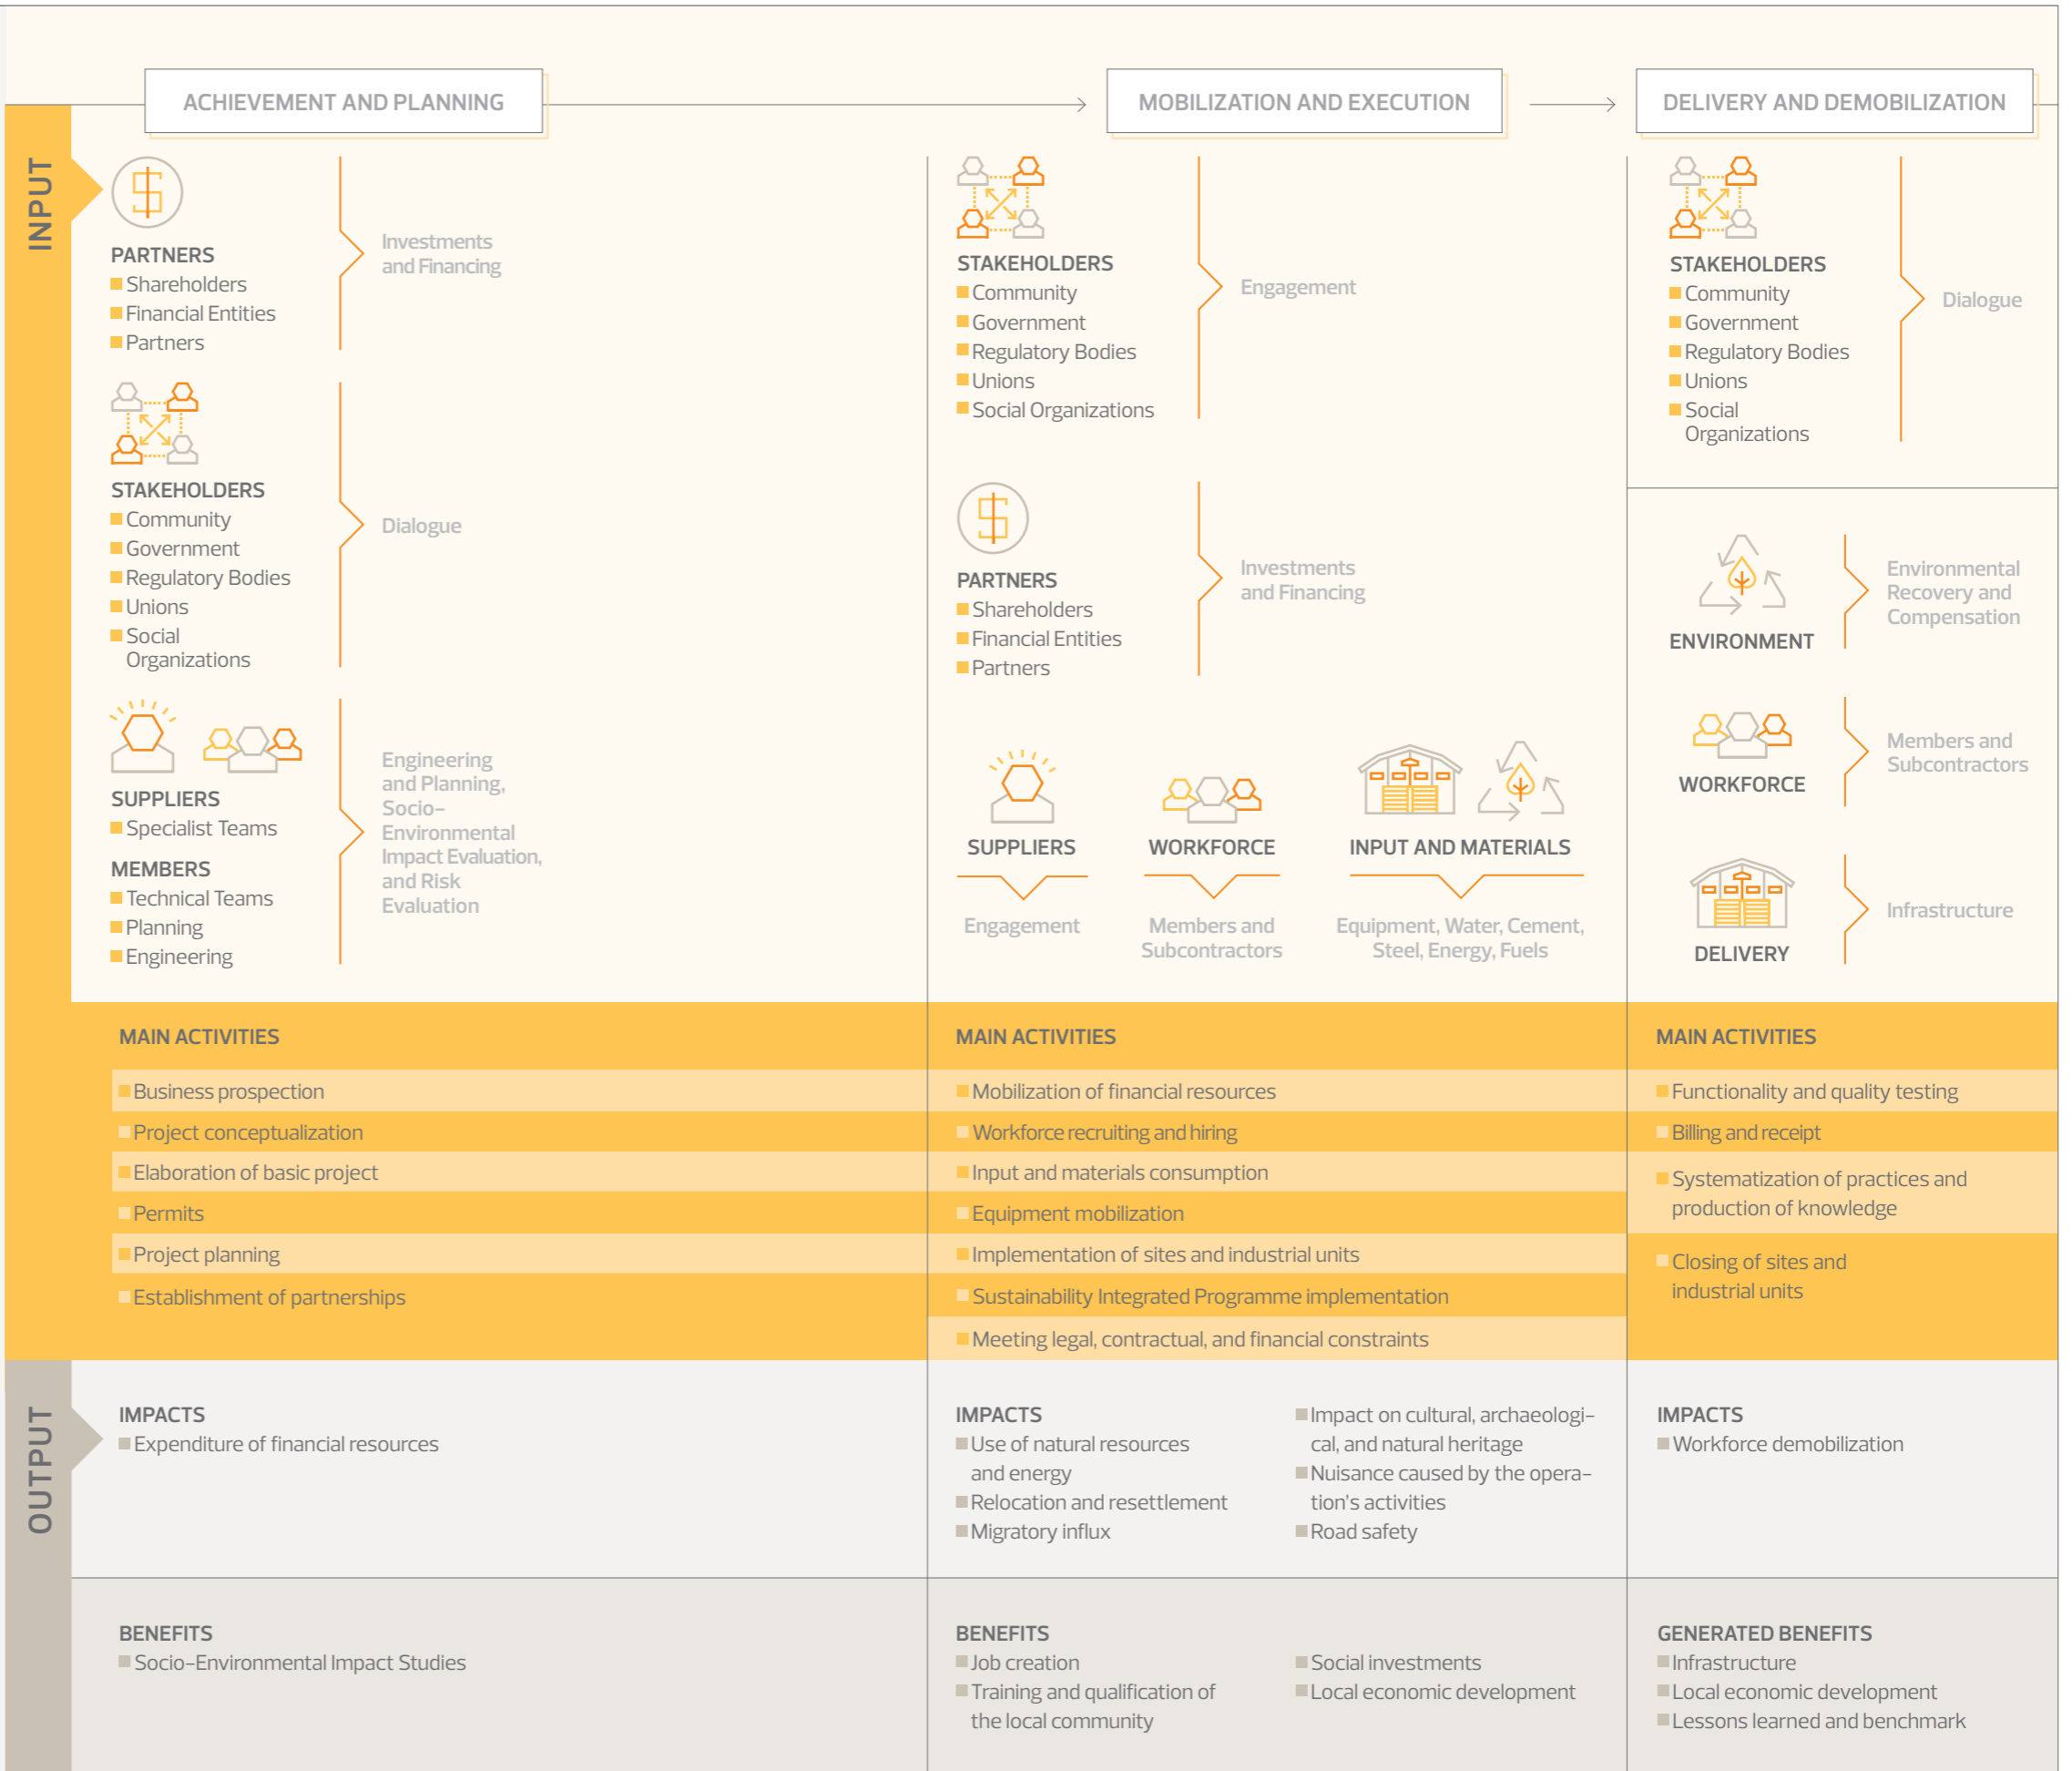 ACHIEVEMENT AND PLANNING
MOBILIZATION AND EXECUTION
DELIVERY AND DEMOBILIZATION
INPUT
PARTNERS
Shareholders
Financial Entities
Partners
Investments
and Financing
STAKEHOLDERS
Community
Government
Regulatory Bodies
Unions
Social
Organizations
Dialogue
SUPPLIERS
Specialist Teams
MEMBERS
Technical Teams
Planning
Engineering
Engineering
and Planning,
Socio-
Environmental
Impact Evaluation,
and Risk
Evaluation
STAKEHOLDERS
Community
Government
Regulatory Bodies
Unions
Social Organizations
Engagement
PARTNERS
Shareholders
Financial Entities
Partners
Investments
and Financing
SUPPLIERS
Engagement
WORKFORCE
Members and
Subcontractors
INPUT AND MATERIALS
Equipment, Water, Cement,
Steel, Energy, Fuels
STAKEHOLDERS
Community
Government
Regulatory Bodies
Unions
Social
Organizations
Dialogue
ENVIRONMENT
Environmental
Recovery and
Compensation
WORKFORCE
Members and
Subcontractors
DELIVERY
Infrastructure
MAIN ACTIVITIES
Business prospection
Project conceptualization
Elaboration of basic project
Permits
Project planning
Establishment of partnerships
MAIN ACTIVITIES
Mobilization of financial resources
Workforce recruiting and hiring
Input and materials consumption
Equipment mobilization
Implementation of sites and industrial units
Sustainability Integrated Programme implementation
Meeting legal, contractual, and financial constraints
MAIN ACTIVITIES
Functionality and quality testing
Billing and receipt
Systematization of practices and
production of knowledge
Closing of sites and
industrial units
OUTPUT
IMPACTS
Expenditure of financial resources
IMPACTS
Use of natural resources
and energy
Relocation and resettlement
Migratory influx
Impact on cultural, archaeologi-
cal, and natural heritage
Nuisance caused by the opera-
tion's activities
Road safety
IMPACTS
Workforce demobilization
BENEFITS
Socio-Environmental Impact Studies
BENEFITS
Job creation
Training and qualification of
the local community
Social investments
Local economic development
GENERATED BENEFITS
Infrastructure
Local economic development
Lessons learned and benchmark